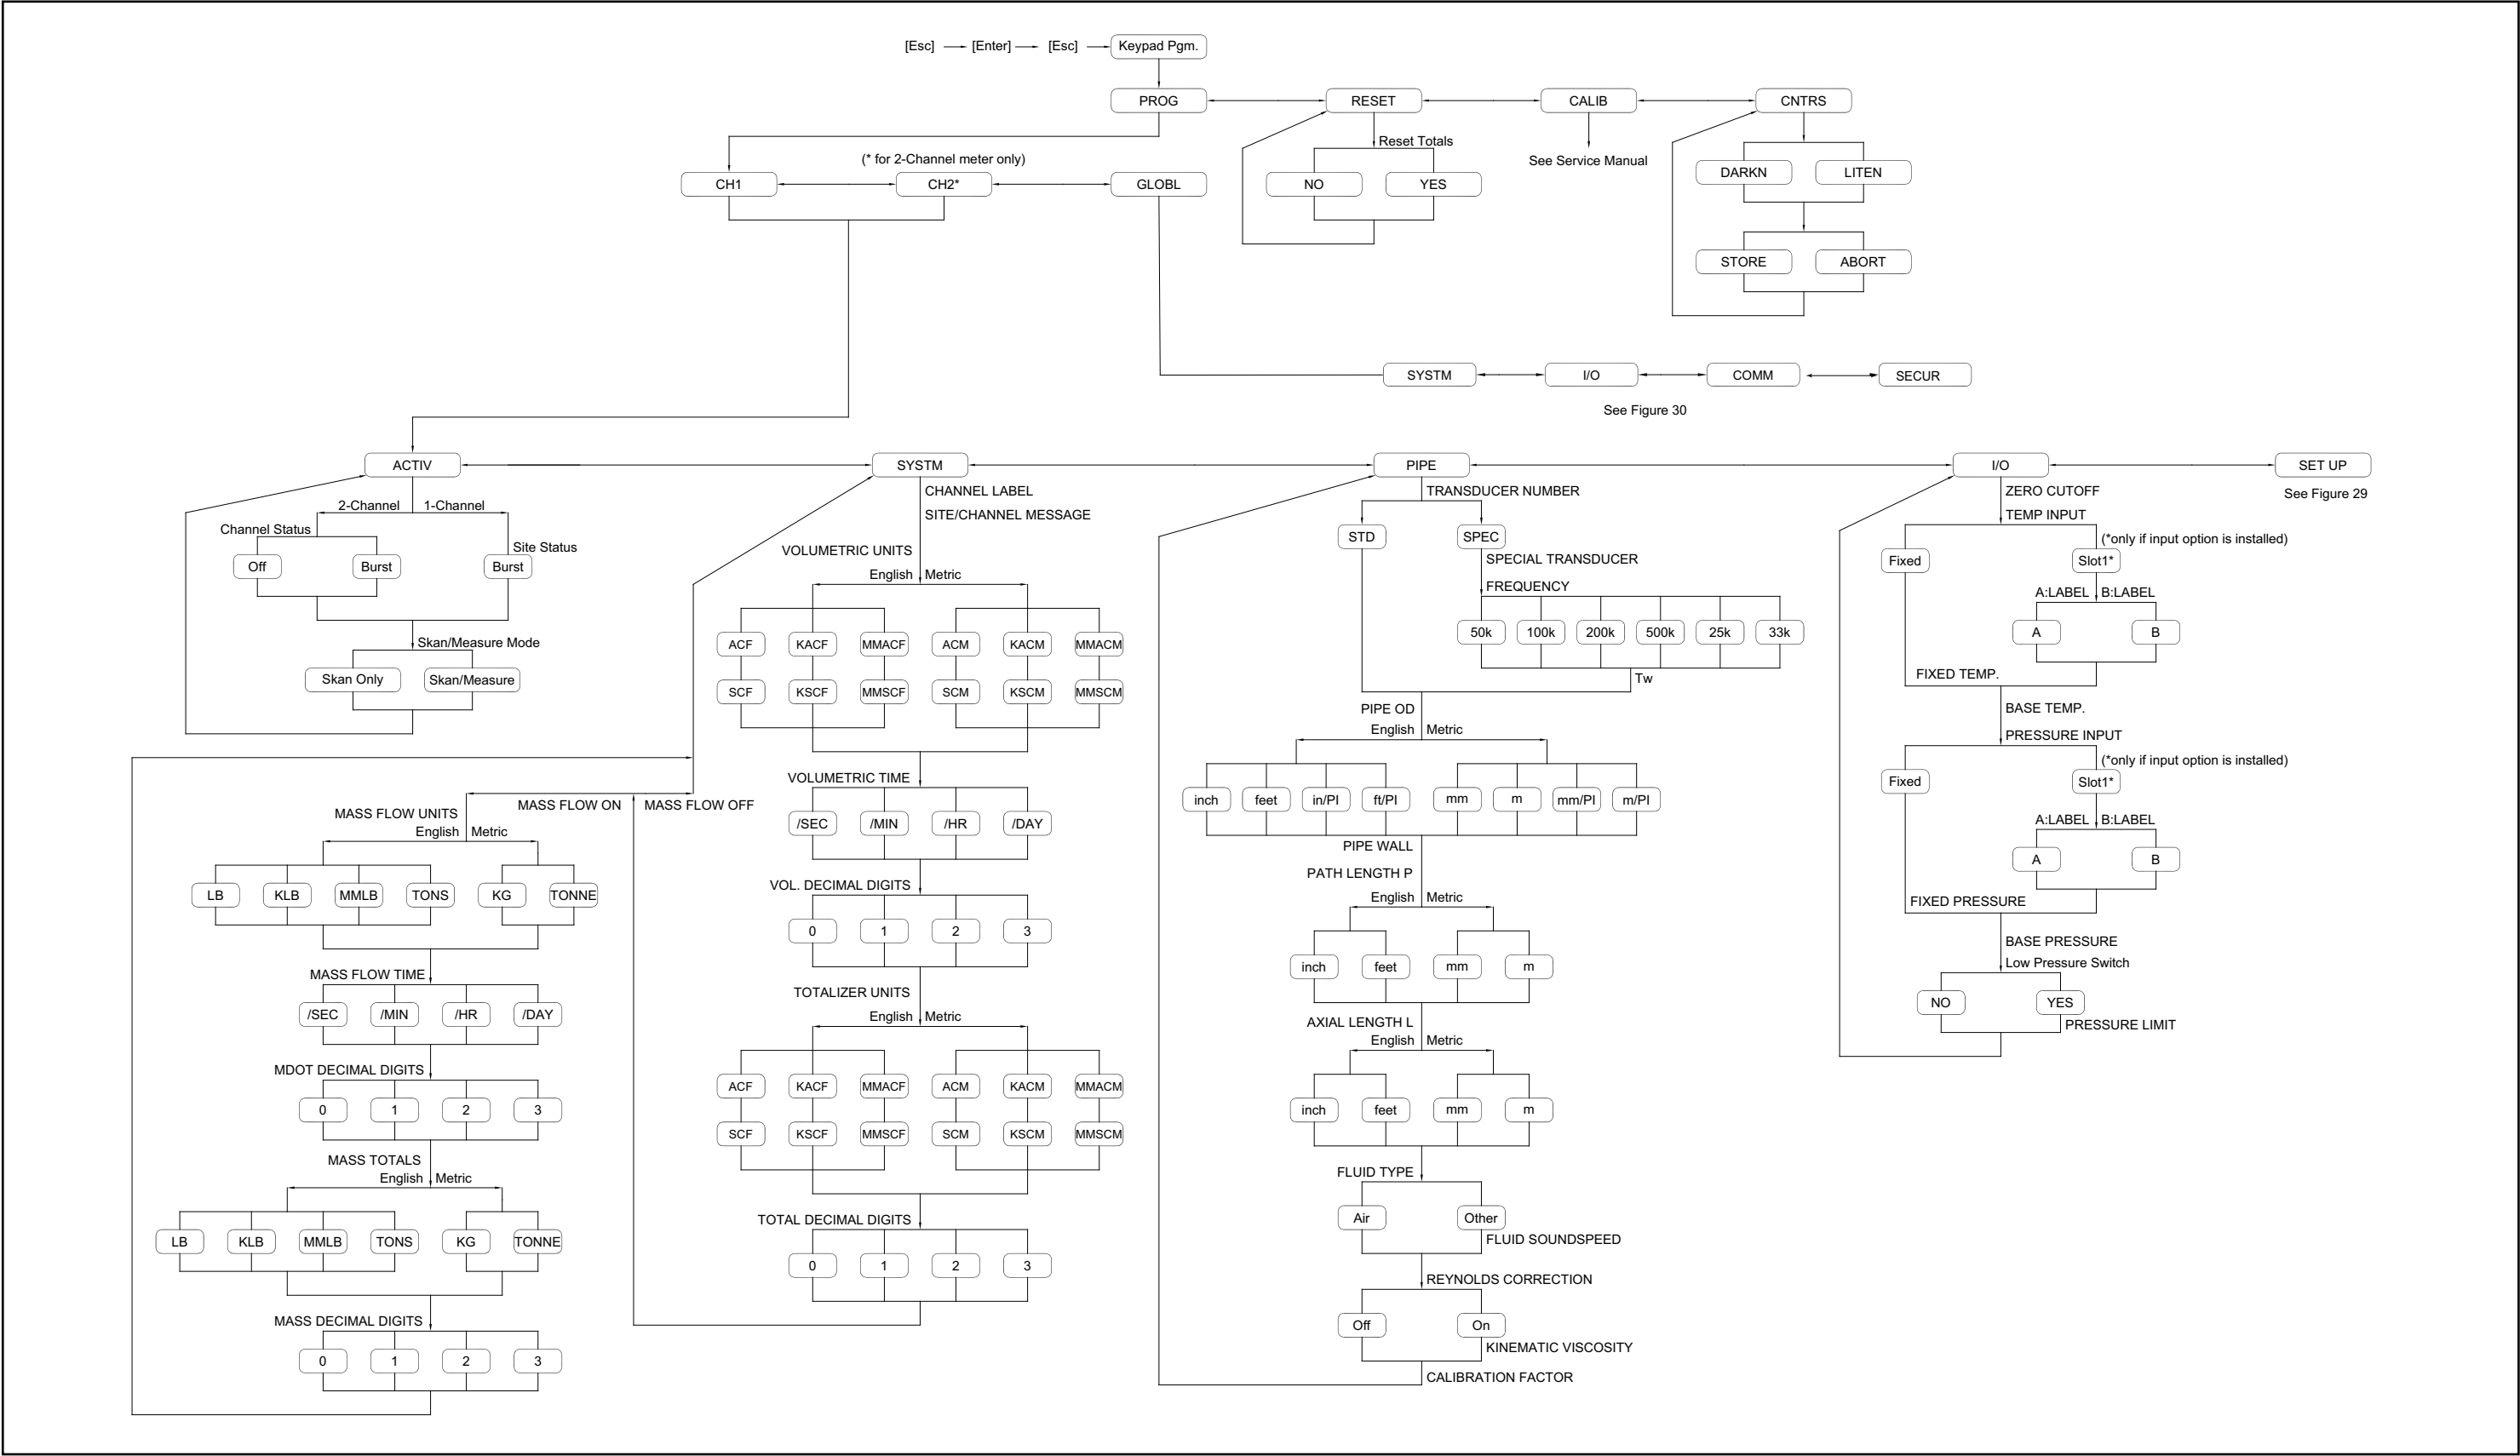 [Esc] [Enter] [Esc] Keypad Pgm.
PROG RESET CALIB CNTRS
Reset Totals
NO YES
See Service Manual
DARKN LITEN
STORE ABORT
(* for 2-Channel meter only)
CH1 CH2* GLOBL
SYSTM I/O COMM SECUR
See Figure 30
ACTIV SYSTM PIPE I/O SET UP
See Figure 29
2-Channel 1-Channel
Channel Status
Site Status
Off Burst Burst
Skan/Measure Mode
Skan Only Skan/Measure
CHANNEL LABEL
SITE/CHANNEL MESSAGE
VOLUMETRIC UNITS
English Metric
ACF KACF MMACF ACM KACM MMACM
SCF KSCF MMSCF SCM KSCM MMSCM
VOLUMETRIC TIME
/SEC /MIN /HR /DAY
VOL. DECIMAL DIGITS
0 1 2 3
TOTALIZER UNITS
English Metric
ACF KACF MMACF ACM KACM MMACM
SCF KSCF MMSCF SCM KSCM MMSCM
TOTAL DECIMAL DIGITS
0 1 2 3
MASS FLOW ON MASS FLOW OFF
MASS FLOW UNITS
English Metric
LB KLB MMLB TONS KG TONNE
MASS FLOW TIME
/SEC /MIN /HR /DAY
MDOT DECIMAL DIGITS
0 1 2 3
MASS TOTALS
English Metric
LB KLB MMLB TONS KG TONNE
MASS DECIMAL DIGITS
0 1 2 3
TRANSDUCER NUMBER
STD SPEC
SPECIAL TRANSDUCER
FREQUENCY
50k 100k 200k 500k 25k 33k
Tw
PIPE OD
English Metric
inch feet in/PI ft/PI mm m mm/PI m/PI
PIPE WALL
PATH LENGTH P
English Metric
inch feet mm m
AXIAL LENGTH L
English Metric
inch feet mm m
FLUID TYPE
Air Other
FLUID SOUNDSPEED
REYNOLDS CORRECTION
Off On
KINEMATIC VISCOSITY
CALIBRATION FACTOR
ZERO CUTOFF
TEMP INPUT
(*only if input option is installed)
Fixed Slot1*
A:LABEL B:LABEL
A B
FIXED TEMP.
BASE TEMP.
PRESSURE INPUT
(*only if input option is installed)
Fixed Slot1*
A:LABEL B:LABEL
A B
FIXED PRESSURE
BASE PRESSURE
Low Pressure Switch
NO YES
PRESSURE LIMIT